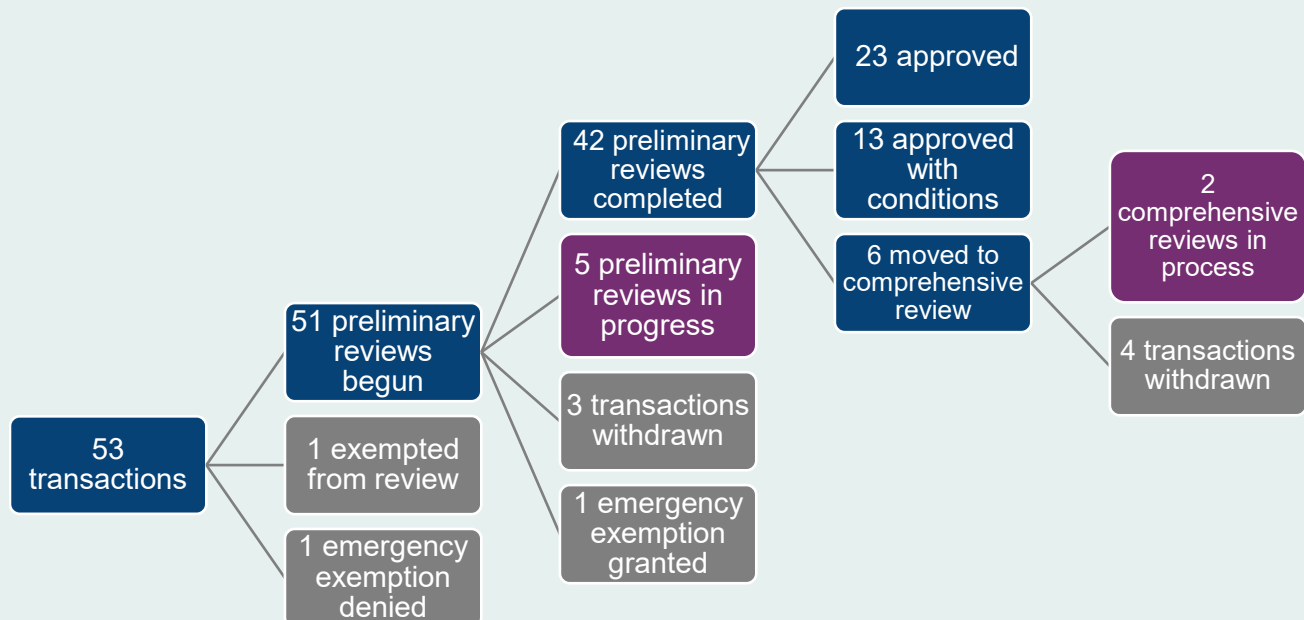 53
transactions
51 preliminary
reviews
begun
1 exempted
from review
1 emergency
exemption
denied
42 preliminary
reviews
completed
5 preliminary
reviews in
progress
3 transactions
withdrawn
1 emergency
exemption
granted
23 approved
13 approved
with
conditions
6 moved to
comprehensive
review
2
comprehensive
reviews in
process
4 transactions
withdrawn